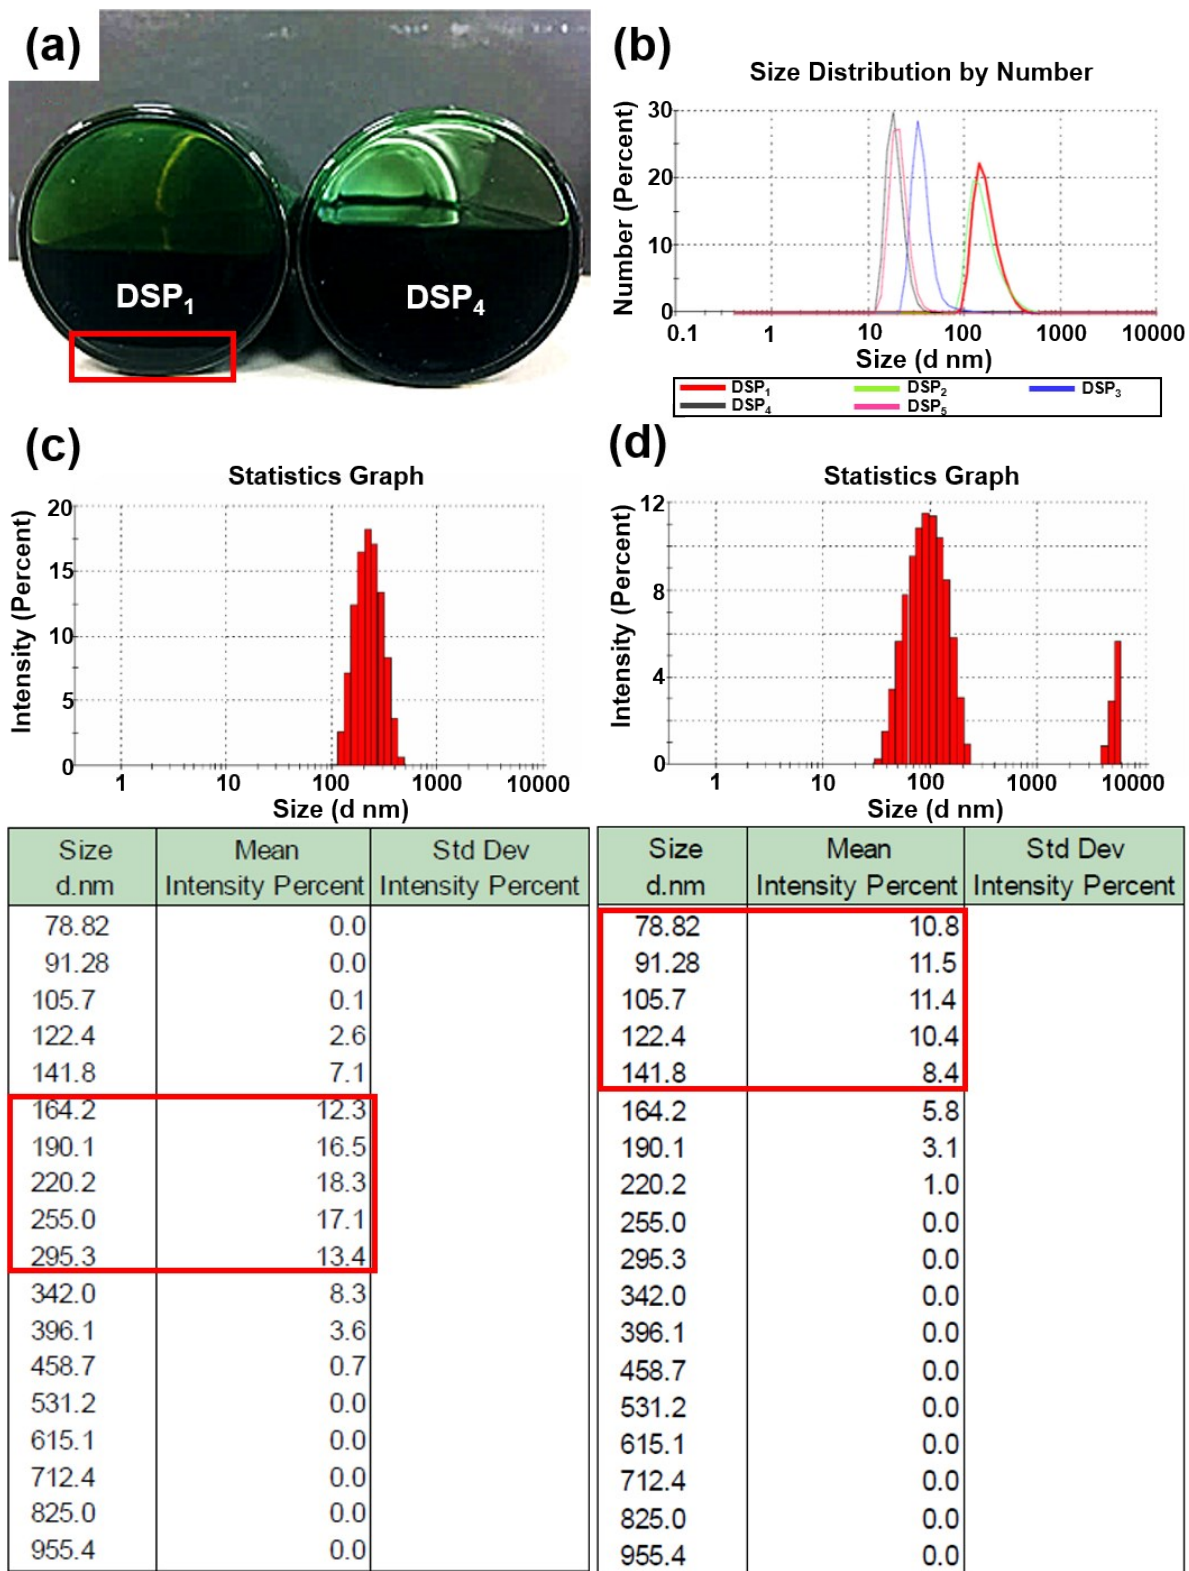 (a)
DSP1
DSP4
(b)
Size Distribution by Number
Number (Percent)
30
20
10
0
0.1 1 10 100 1000 10000
Size (d nm)
DSP1 DSP2 DSP3
DSP4 DSP5
(c)
Statistics Graph
Intensity (Percent)
20
15
10
5
0
1 10 100 1000 10000
Size (d nm)
Size Mean Std Dev
d.nm Intensity Percent Intensity Percent
78.82 0.0
91.28 0.0
105.7 0.1
122.4 2.6
141.8 7.1
164.2 12.3
190.1 16.5
220.2 18.3
255.0 17.1
295.3 13.4
342.0 8.3
396.1 3.6
458.7 0.7
531.2 0.0
615.1 0.0
712.4 0.0
825.0 0.0
955.4 0.0
(d)
Statistics Graph
Intensity (Percent)
12
8
4
0
1 10 100 1000 10000
Size (d nm)
Size Mean Std Dev
d.nm Intensity Percent Intensity Percent
78.82 10.8
91.28 11.5
105.7 11.4
122.4 10.4
141.8 8.4
164.2 5.8
190.1 3.1
220.2 1.0
255.0 0.0
295.3 0.0
342.0 0.0
396.1 0.0
458.7 0.0
531.2 0.0
615.1 0.0
712.4 0.0
825.0 0.0
955.4 0.0